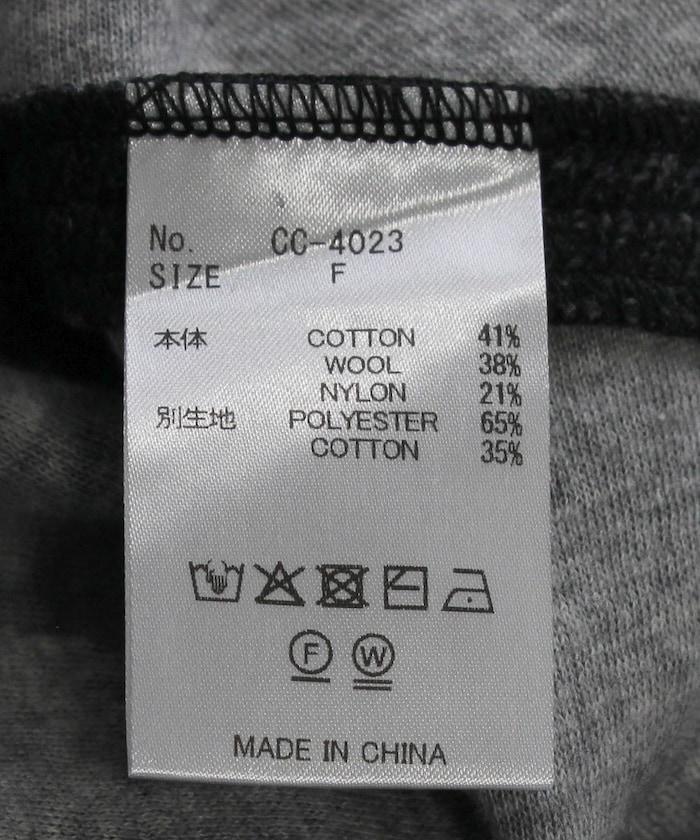 No. CC-4023
SIZE F
本体 COTTON 41%
WOOL 38%
NYLON 21%
別生地 POLYESTER 65%
COTTON 35%
F W
MADE IN CHINA